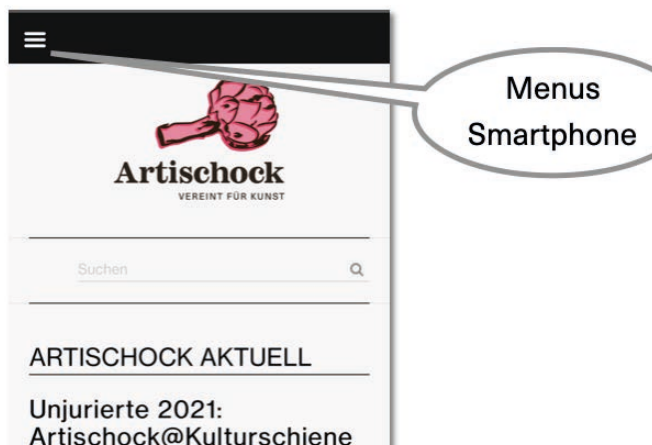 Menus
Smartphone
Artischock
VEREINT FÜR KUNST
Suchen
ARTISCHOCK AKTUELL
Unjurierte 2021:
Artischock@Kulturschiene